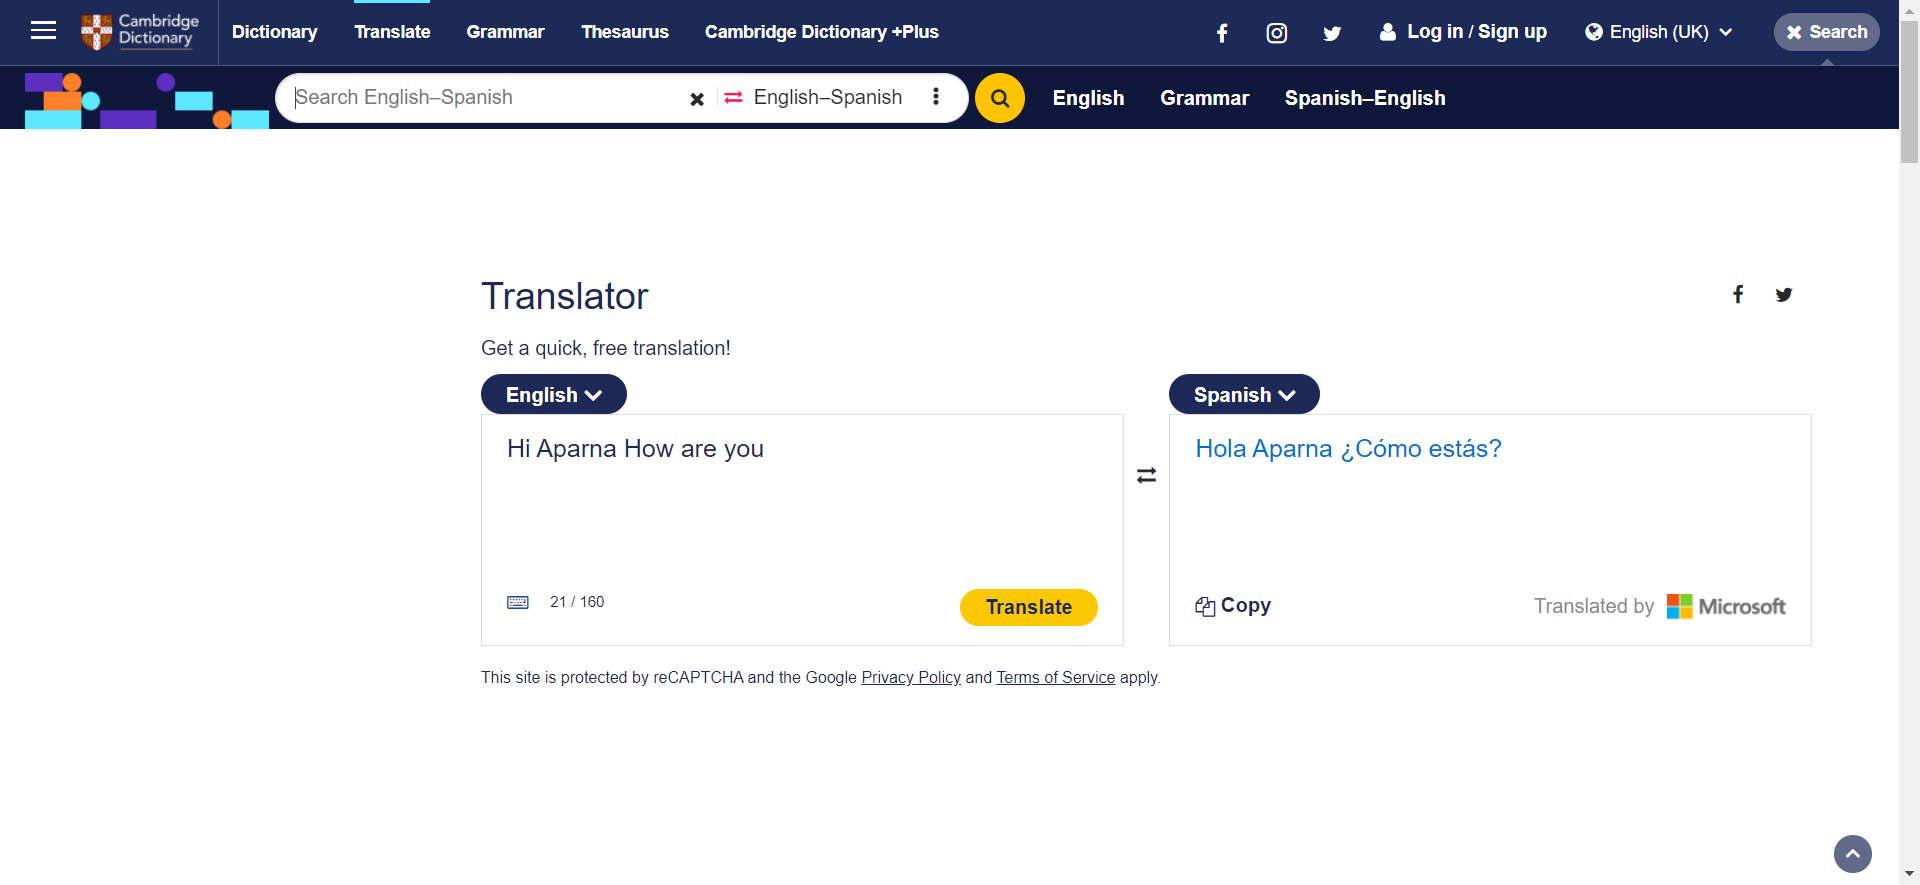 Cambridge Dictionary
Dictionary
Translate
Grammar
Thesaurus
Cambridge Dictionary +Plus
Log in / Sign up
English (UK)
Search
Search English–Spanish
English–Spanish
English
Grammar
Spanish–English
Translator
Get a quick, free translation!
English
Spanish
Hi Aparna How are you
Hola Aparna ¿Cómo estás?
21 / 160
Translate
Copy
Translated by Microsoft
This site is protected by reCAPTCHA and the Google Privacy Policy and Terms of Service apply.